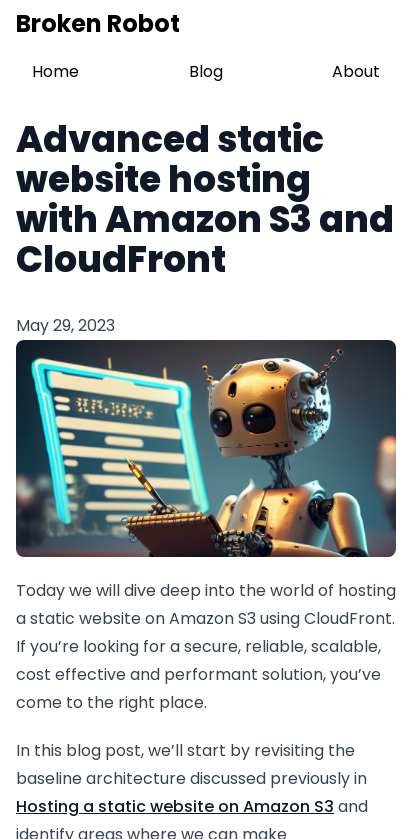 Broken Robot
Home
Blog
About
Advanced static
website hosting
with Amazon S3 and
CloudFront
May 29, 2023
Today we will dive deep into the world of hosting
a static website on Amazon S3 using CloudFront.
If you’re looking for a secure, reliable, scalable,
cost effective and performant solution, you’ve
come to the right place.
In this blog post, we’ll start by revisiting the
baseline architecture discussed previously in
Hosting a static website on Amazon S3 and
identify areas where we can make